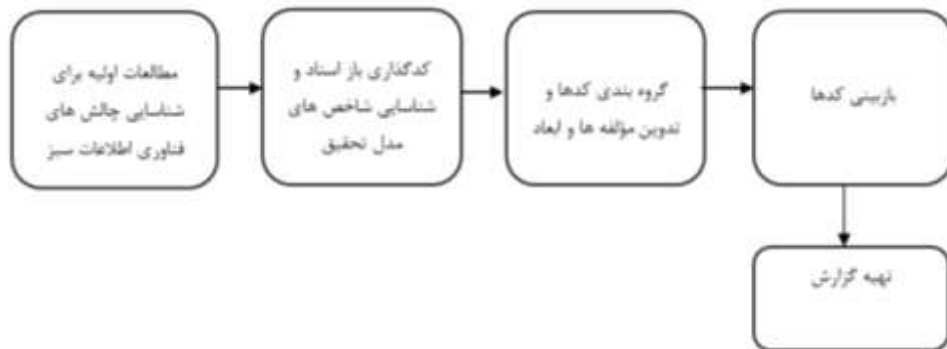 مطالعات اولیه برای
شناسایی چالش های
فناوری اطلاعات سبز
کدگذاری باز اسناد و
شناسایی شاخص های
مدل تحقیق
گروه بندی کدها و
تدوین مؤلفه ها و ابعاد
بازبینی کدها
تهیه گزارش